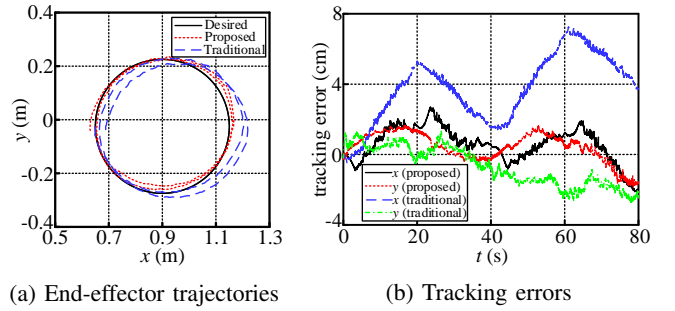 Desired
Proposed
Traditional
y (m)
0.4
0.2
0
-0.2
-0.4
0.5 0.7 0.9 1.1 1.3
x (m)
(a) End-effector trajectories
tracking error (cm)
8
4
0
-4
x (proposed)
y (proposed)
x (traditional)
y (traditional)
0 20 40 60 80
t (s)
(b) Tracking errors